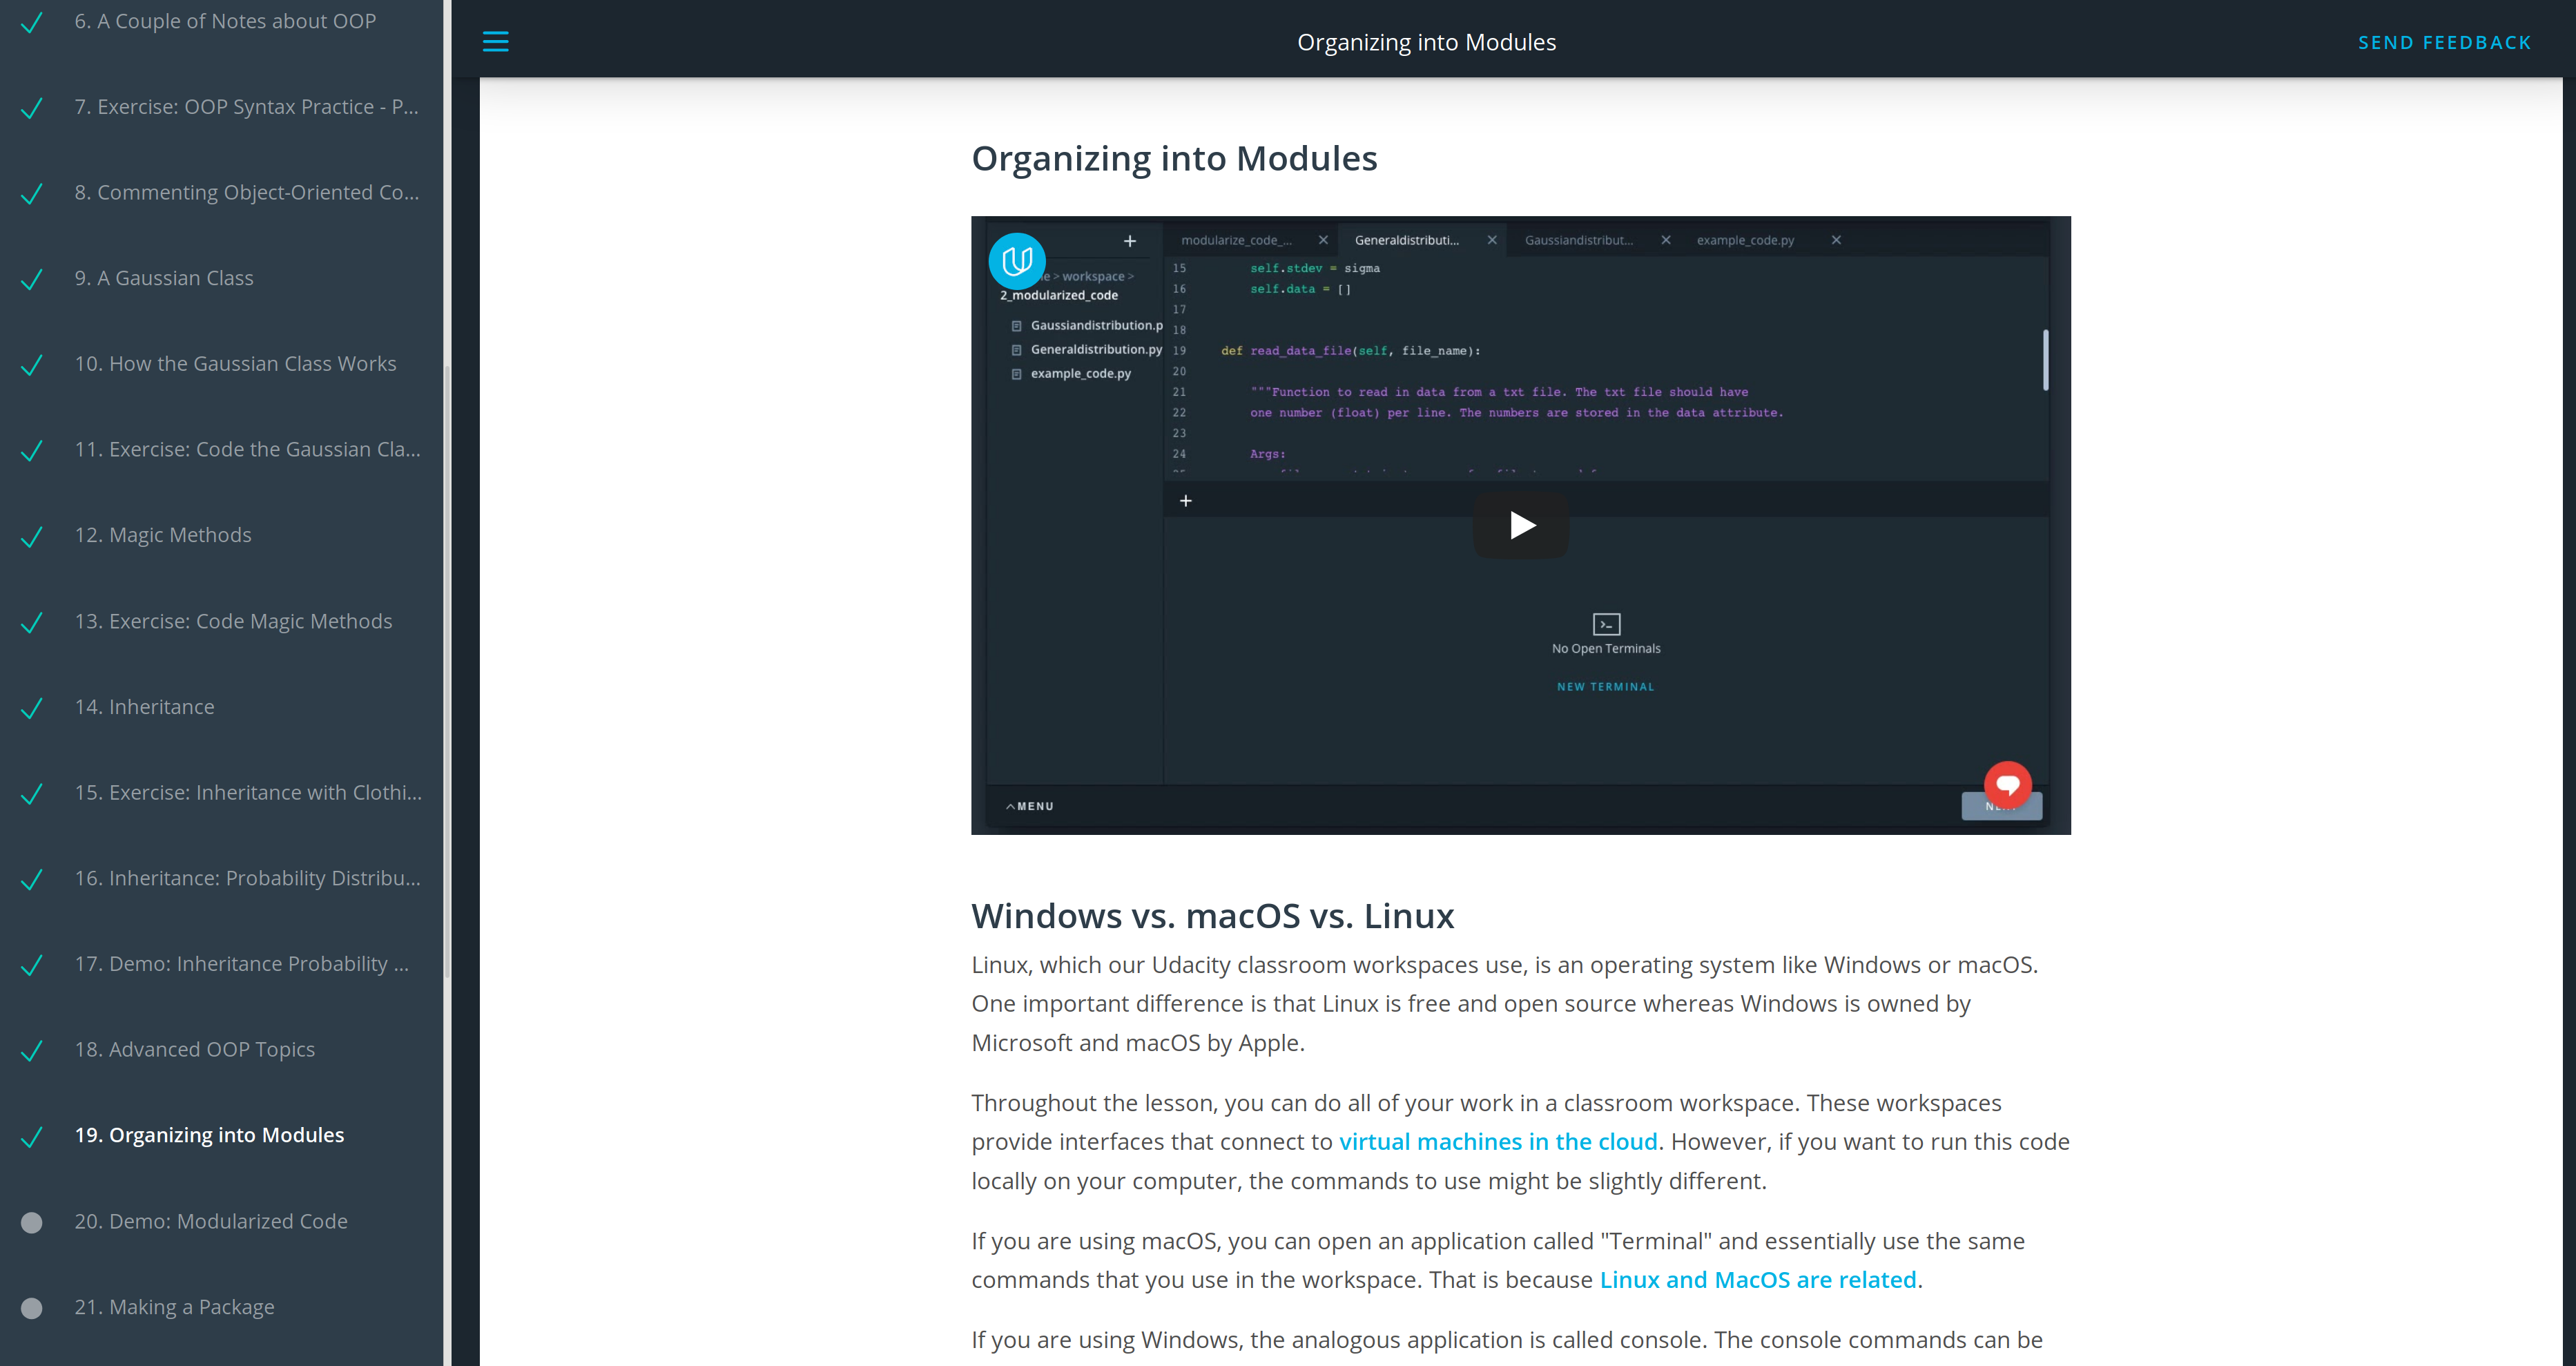 6. A Couple of Notes about OOP
7. Exercise: OOP Syntax Practice - P...
8. Commenting Object-Oriented Co...
9. A Gaussian Class
10. How the Gaussian Class Works
11. Exercise: Code the Gaussian Cla...
12. Magic Methods
13. Exercise: Code Magic Methods
14. Inheritance
15. Exercise: Inheritance with Clothi...
16. Inheritance: Probability Distribu...
17. Demo: Inheritance Probability ...
18. Advanced OOP Topics
19. Organizing into Modules
20. Demo: Modularized Code
21. Making a Package
Organizing into Modules
SEND FEEDBACK
Organizing into Modules
modularize_code_...
Generaldistributi...
Gaussiandistribut...
example_code.py
> workspace >
2_modularized_code
Gaussiandistribution.p
Generaldistribution.py
example_code.py
15 self.stdev = sigma
16 self.data = []
17
18
19 def read_data_file(self, file_name):
20
21 """Function to read in data from a txt file. The txt file should have
22 one number (float) per line. The numbers are stored in the data attribute.
23
24 Args:
No Open Terminals
NEW TERMINAL
MENU
Windows vs. macOS vs. Linux
Linux, which our Udacity classroom workspaces use, is an operating system like Windows or macOS.
One important difference is that Linux is free and open source whereas Windows is owned by
Microsoft and macOS by Apple.
Throughout the lesson, you can do all of your work in a classroom workspace. These workspaces
provide interfaces that connect to virtual machines in the cloud. However, if you want to run this code
locally on your computer, the commands to use might be slightly different.
If you are using macOS, you can open an application called "Terminal" and essentially use the same
commands that you use in the workspace. That is because Linux and MacOS are related.
If you are using Windows, the analogous application is called console. The console commands can be